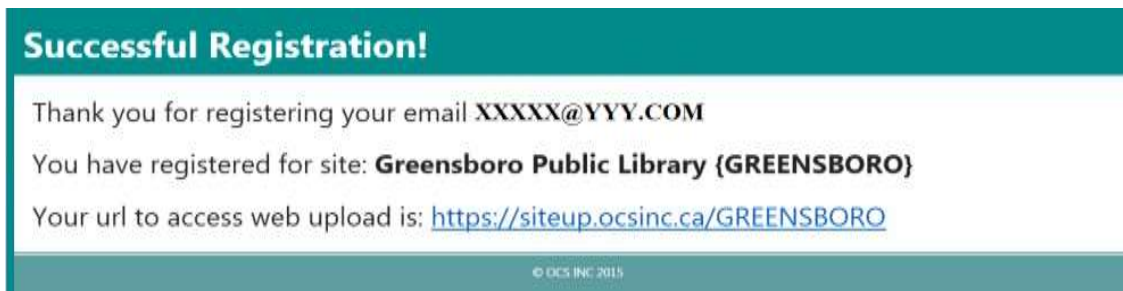 Successful Registration!
Thank you for registering your email XXXXX@YYY.COM
You have registered for site: Greensboro Public Library {GREENSBORO}
Your url to access web upload is: https://siteup.ocsinc.ca/GREENSBORO
© OCS INC 2015